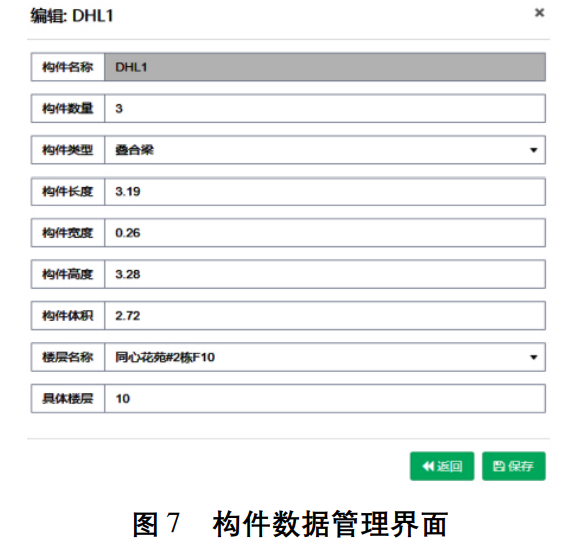 编辑: DHL1
×
构件名称 DHL1
构件数量 3
构件类型 叠合梁
构件长度 3.19
构件宽度 0.26
构件高度 3.28
构件体积 2.72
楼层名称 同心花苑#2栋F10
具体楼层 10
返回 保存
图 7 构件数据管理界面